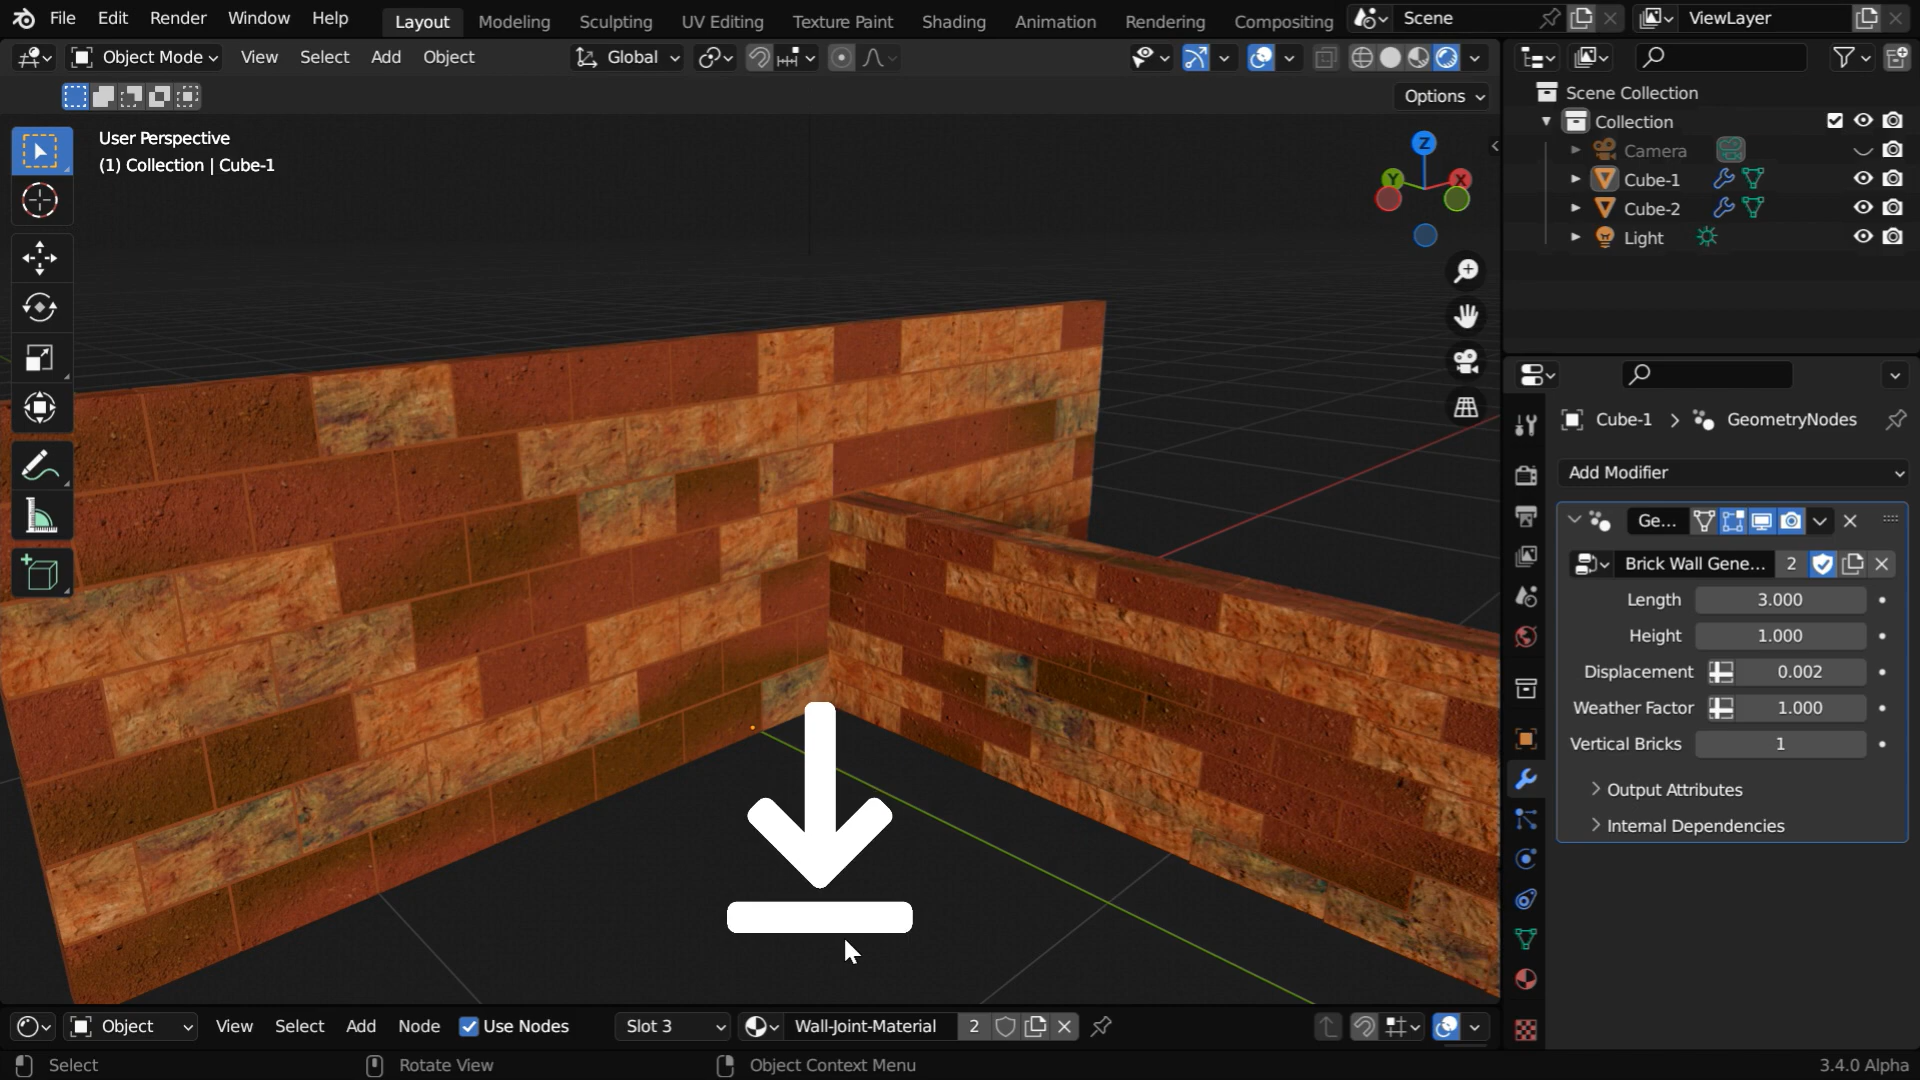 File Edit Render Window Help
Layout Modeling Sculpting UV Editing Texture Paint Shading Animation Rendering Compositing
Scene
ViewLayer
Object Mode View Select Add Object
Global
Options
User Perspective
(1) Collection | Cube-1
Z
Y
X
Scene Collection
Collection
Camera
Cube-1
Cube-2
Light
Cube-1 > GeometryNodes
Add Modifier
Ge...
Brick Wall Gene... 2
Length 3.000
Height 1.000
Displacement 0.002
Weather Factor 1.000
Vertical Bricks 1
Output Attributes
Internal Dependencies
Object View Select Add Node Use Nodes Slot 3 Wall-Joint-Material 2
Select Rotate View Object Context Menu 3.4.0 Alpha